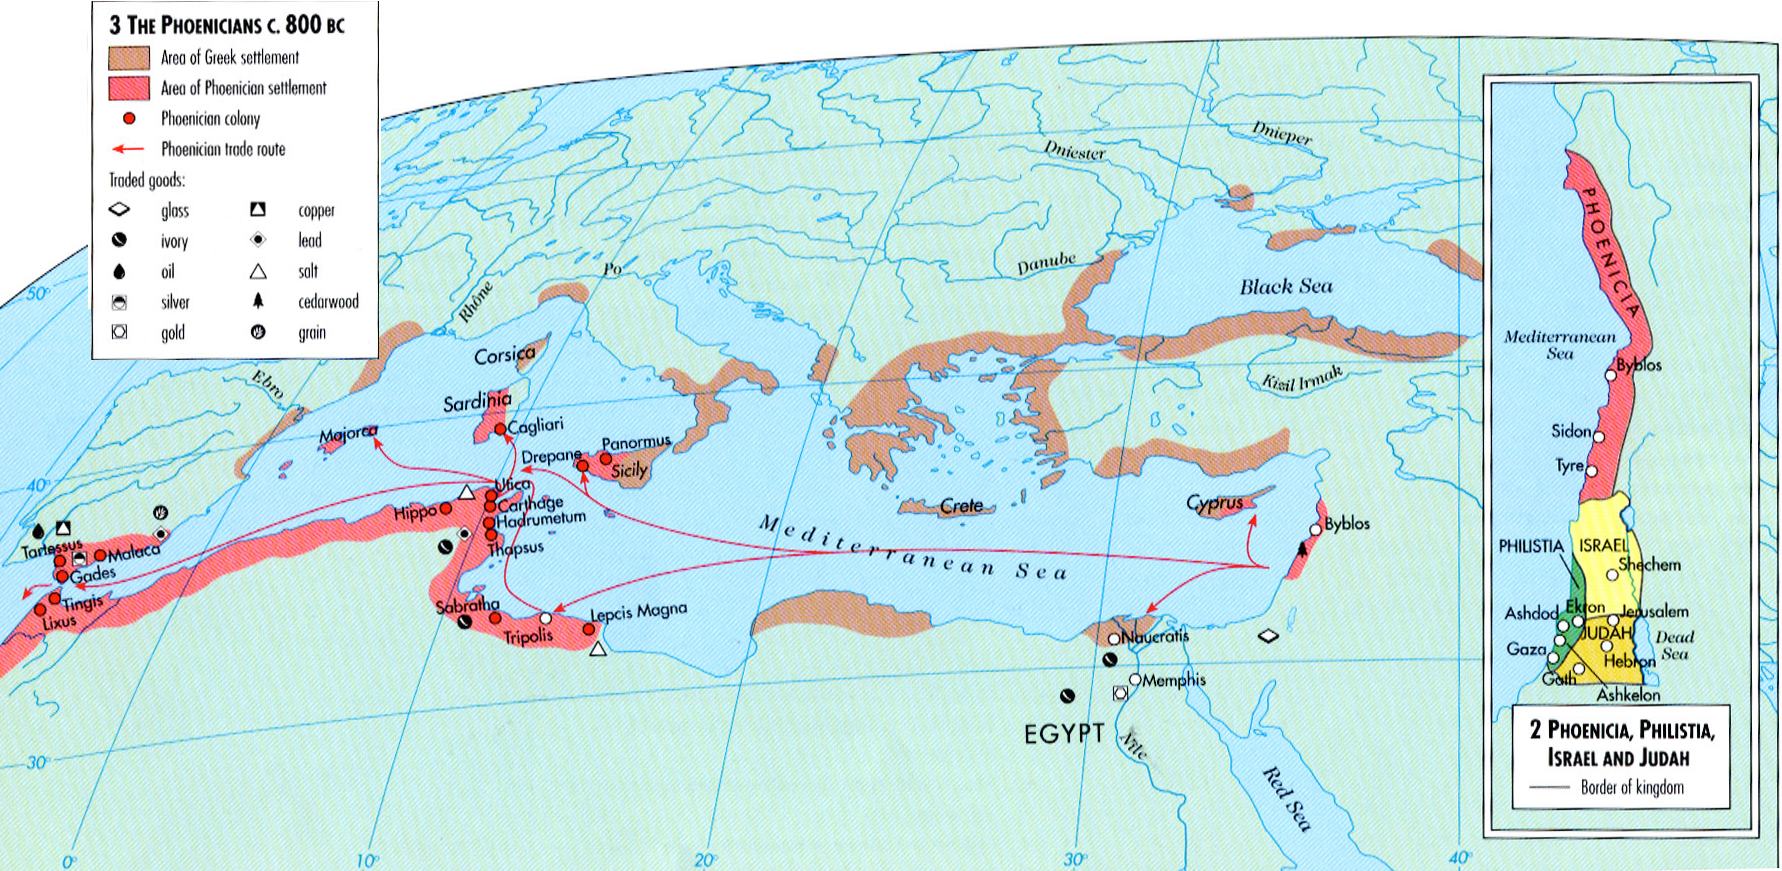 3 THE PHOENICIANS C. 800 BC
Area of Greek settlement
Area of Phoenician settlement
Phoenician colony
Phoenician trade route
Traded goods:
glass
copper
ivory
lead
oil
salt
silver
cedarwood
gold
grain
Dnieper
Dniester
Danube
Po
Rhône
Ebro
Black Sea
Kizil Irmak
Corsica
Sardinia
Cagliari
Majorca
Panormus
Drepane
Sicily
Utica
Carthage
Hippo
Hadrumetum
Thapsus
Crete
Cyprus
Byblos
Mediterranean Sea
Tartessus
Malaca
Gades
Tingis
Lixus
Sabratha
Tripolis
Lepcis Magna
Naucratis
Memphis
EGYPT
Nile
Red Sea
50°
40°
30°
0°
10°
20°
30°
40°
PHOENICIA
Mediterranean
Sea
Byblos
Sidon
Tyre
PHILISTIA
ISRAEL
Shechem
Ashdod
Ekron
Jerusalem
JUDAH
Gaza
Dead
Sea
Hebron
Gath
Ashkelon
2 PHOENICIA, PHILISTIA,
ISRAEL AND JUDAH
Border of kingdom